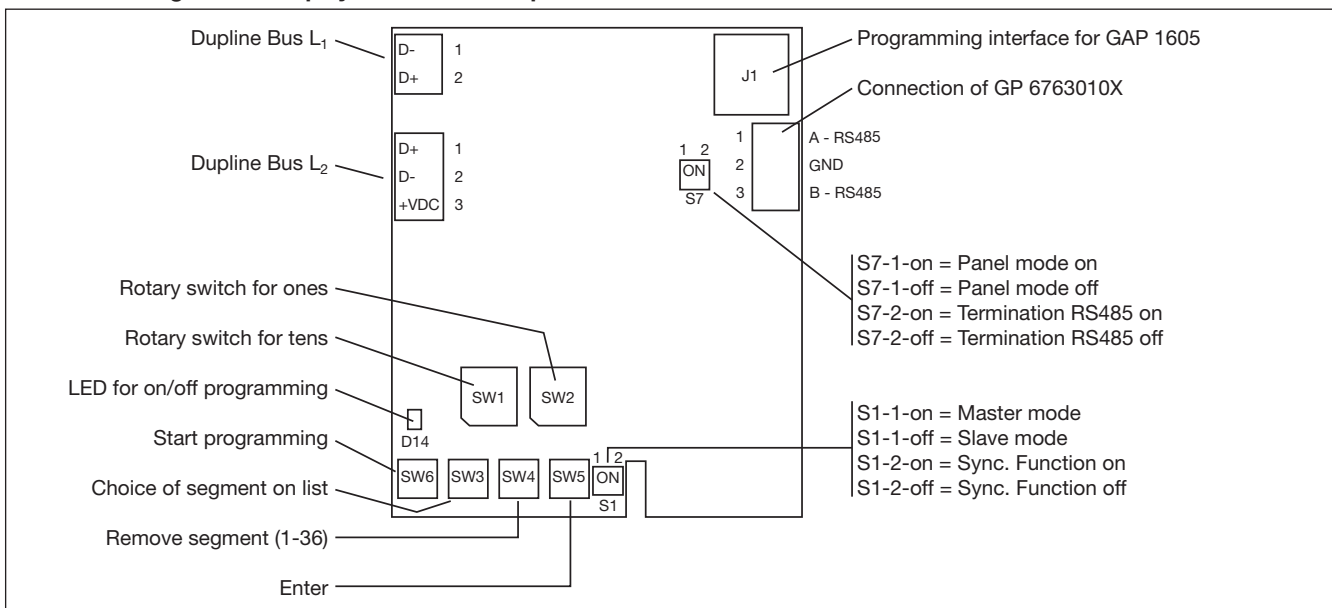 Dupline Bus L₁
D-
1
D+
2
Dupline Bus L₂
D+
1
D-
2
+VDC
3
J1
Programming interface for GAP 1605
Connection of GP 6763010X
1
A - RS485
2
GND
3
B - RS485
1 2
ON
S7
S7-1-on = Panel mode on
S7-1-off = Panel mode off
S7-2-on = Termination RS485 on
S7-2-off = Termination RS485 off
Rotary switch for ones
Rotary switch for tens
LED for on/off programming
Start programming
Choice of segment on list
Remove segment (1-36)
Enter
SW1
SW2
D14
SW6
SW3
SW4
SW5
1 2
ON
S1
S1-1-on = Master mode
S1-1-off = Slave mode
S1-2-on = Sync. Function on
S1-2-off = Sync. Function off